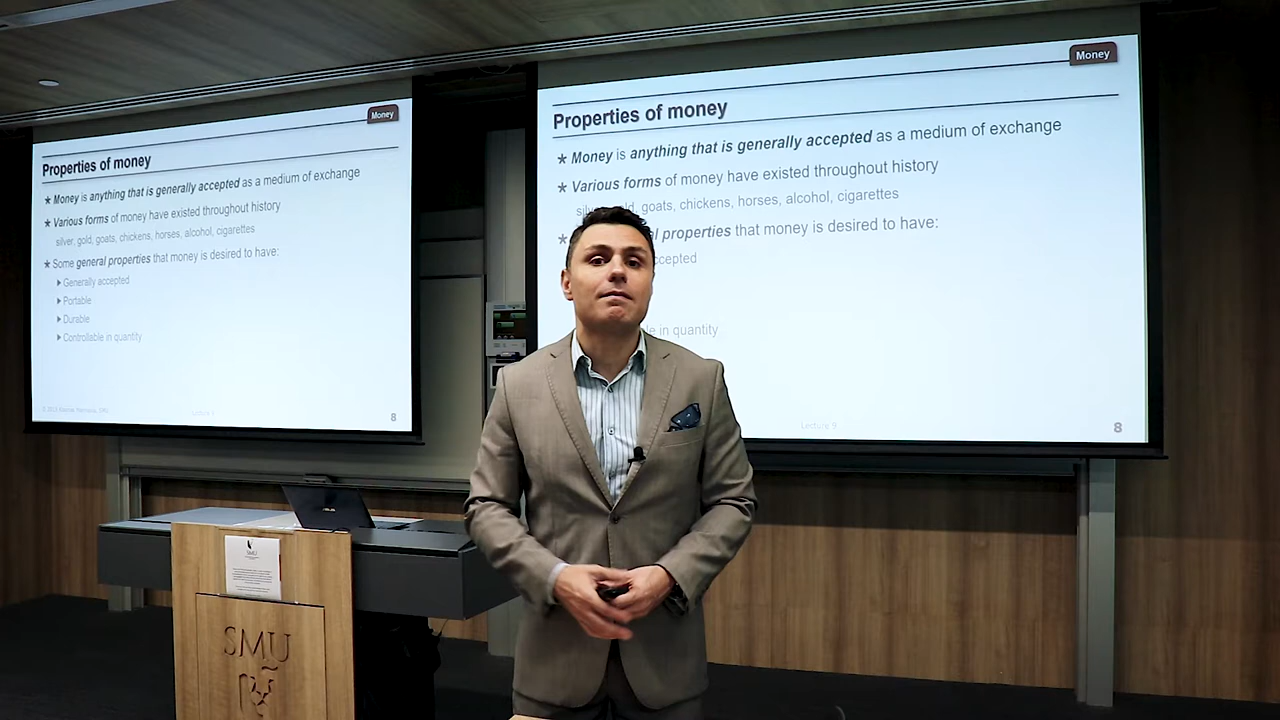 Money
Properties of money
★ Money is anything that is generally accepted as a medium of exchange
★ Various forms of money have existed throughout history
silver, gold, goats, chickens, horses, alcohol, cigarettes
★ Some general properties that money is desired to have:
Generally accepted
Portable
Durable
Controllable in quantity
8
Money
Properties of money
★ Money is anything that is generally accepted as a medium of exchange
★ Various forms of money have existed throughout history
goats, chickens, horses, alcohol, cigarettes
properties that money is desired to have:
accepted
in quantity
Lecture 9
8
SMU
SMU